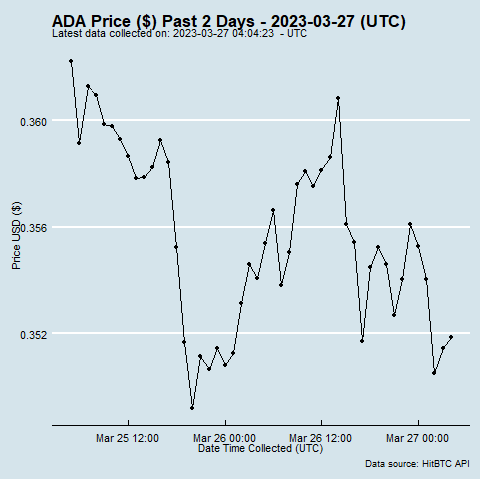 ADA Price ($) Past 2 Days - 2023-03-27 (UTC)
Latest data collected on: 2023-03-27 04:04:23 - UTC
0.360
0.356
0.352
Price USD ($)
Mar 25 12:00
Mar 26 00:00
Mar 26 12:00
Mar 27 00:00
Date Time Collected (UTC)
Data source: HitBTC API